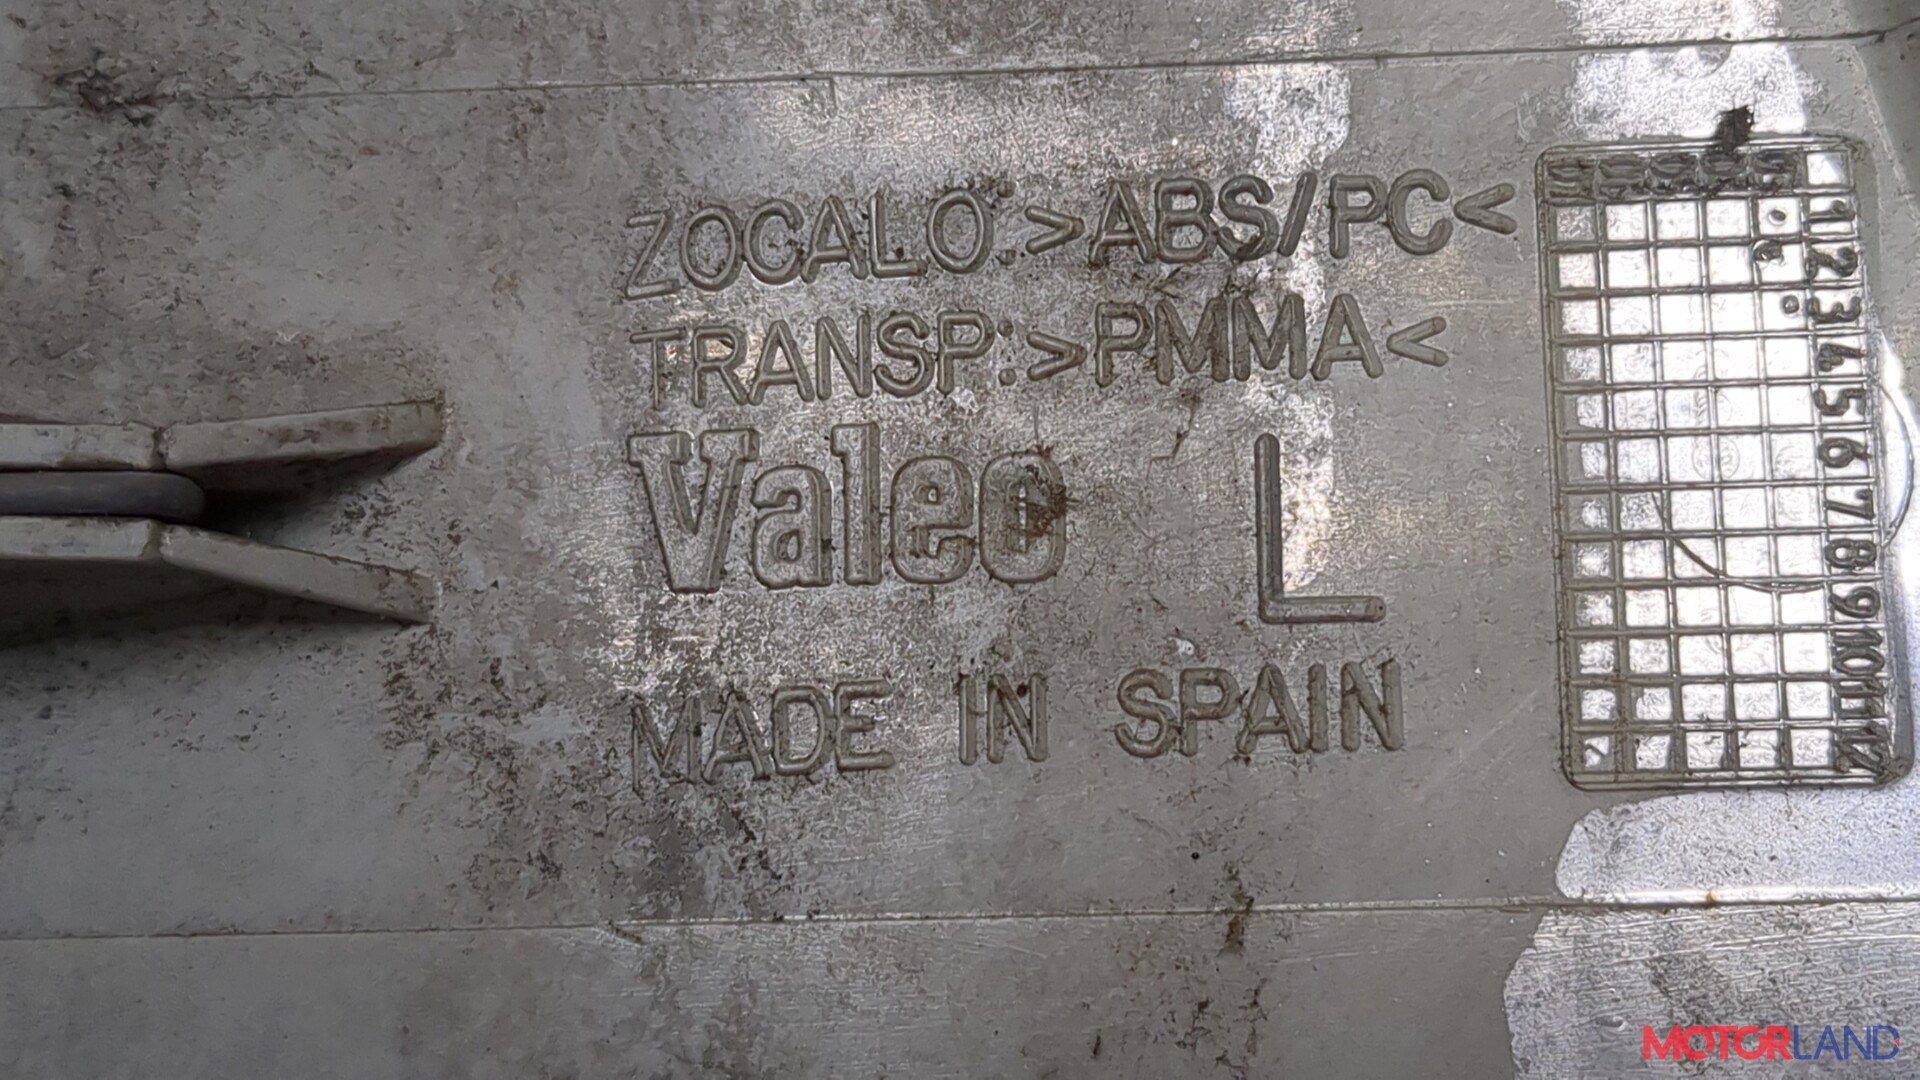 ZOCALO:>ABS/PC<
TRANSP:>PMMA<
Valeo L
MADE IN SPAIN
1 2 3 4 5 6 7 8 9 10 11 12
MOTORLAND